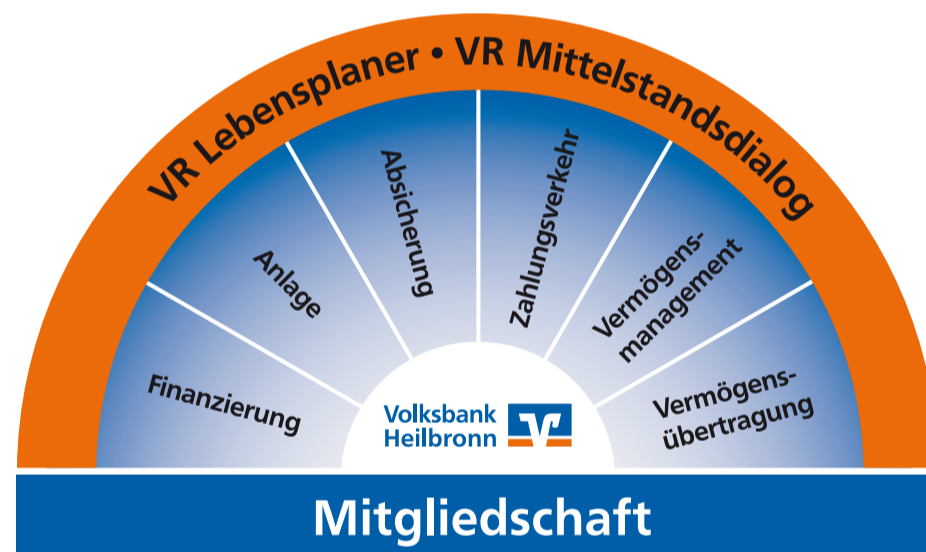 VR Lebensplaner • VR Mittelstandsdialog
Finanzierung
Anlage
Absicherung
Zahlungsverkehr
Vermögens-
management
Vermögens-
übertragung
Volksbank
Heilbronn
Mitgliedschaft